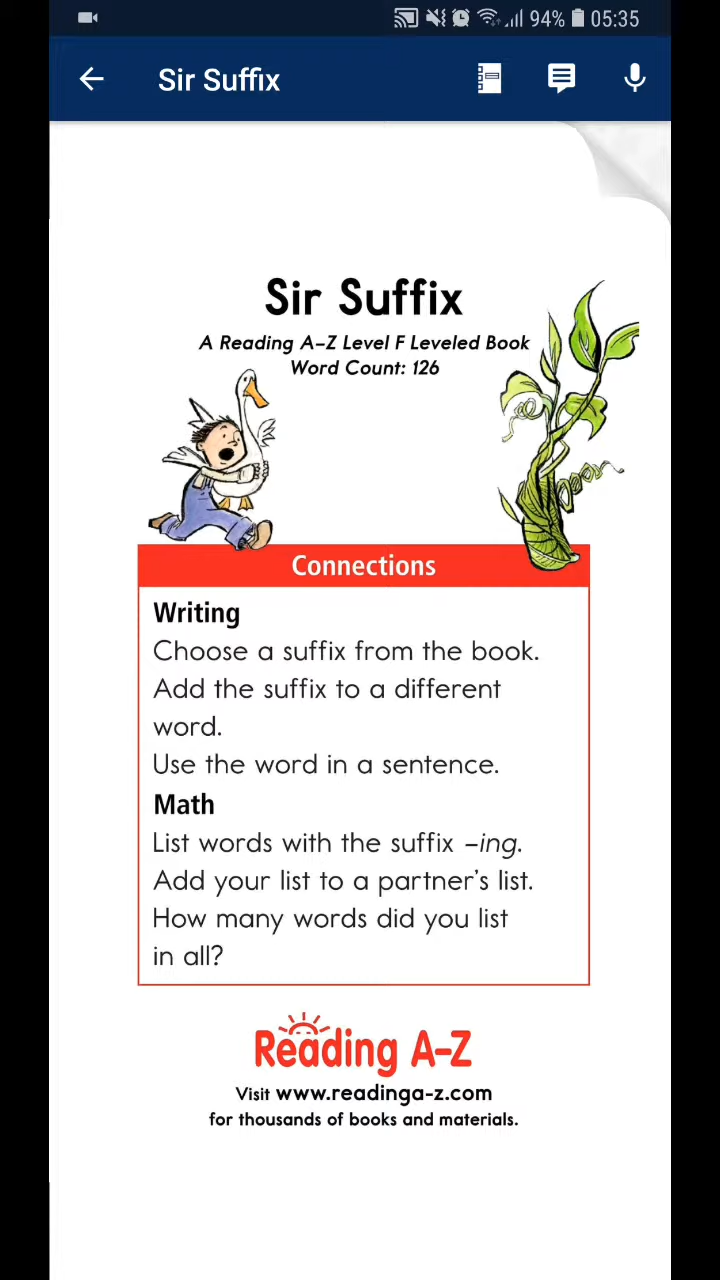 94% 05:35
Sir Suffix
Sir Suffix
A Reading A–Z Level F Leveled Book
Word Count: 126
Connections
Writing
Choose a suffix from the book.
Add the suffix to a different
word.
Use the word in a sentence.
Math
List words with the suffix –ing.
Add your list to a partner's list.
How many words did you list
in all?
Reading A–Z
Visit www.readinga-z.com
for thousands of books and materials.